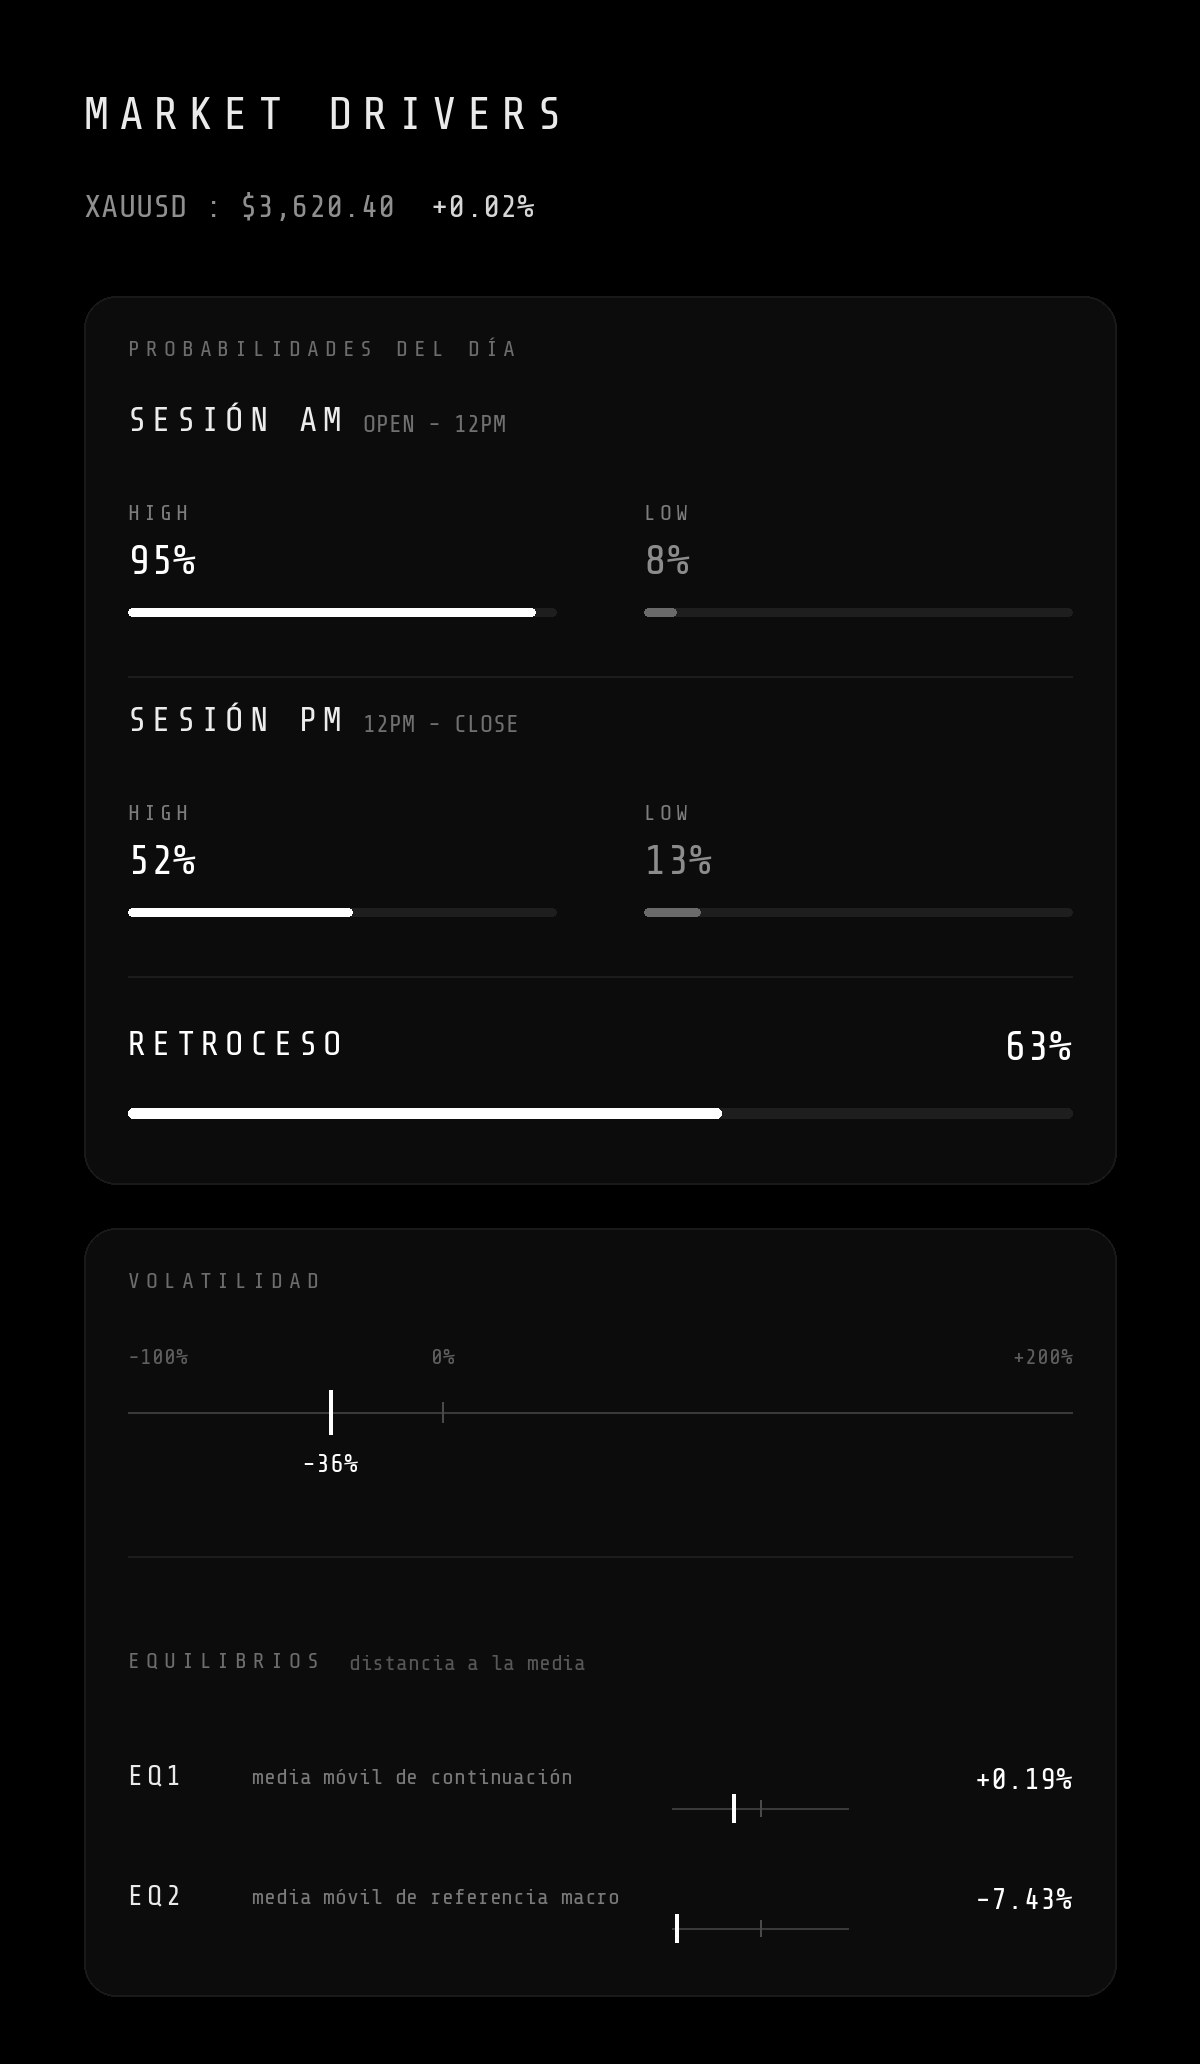 MARKET DRIVERS
XAUUSD : $3,620.40 +0.02%
PROBABILIDADES DEL DÍA
SESIÓN AM OPEN - 12PM
HIGH LOW
95% 8%
SESIÓN PM 12PM - CLOSE
HIGH LOW
52% 13%
RETROCESO 63%
VOLATILIDAD
-100% 0% +200%
-36%
EQUILIBRIOS distancia a la media
EQ1 media móvil de continuación +0.19%
EQ2 media móvil de referencia macro -7.43%